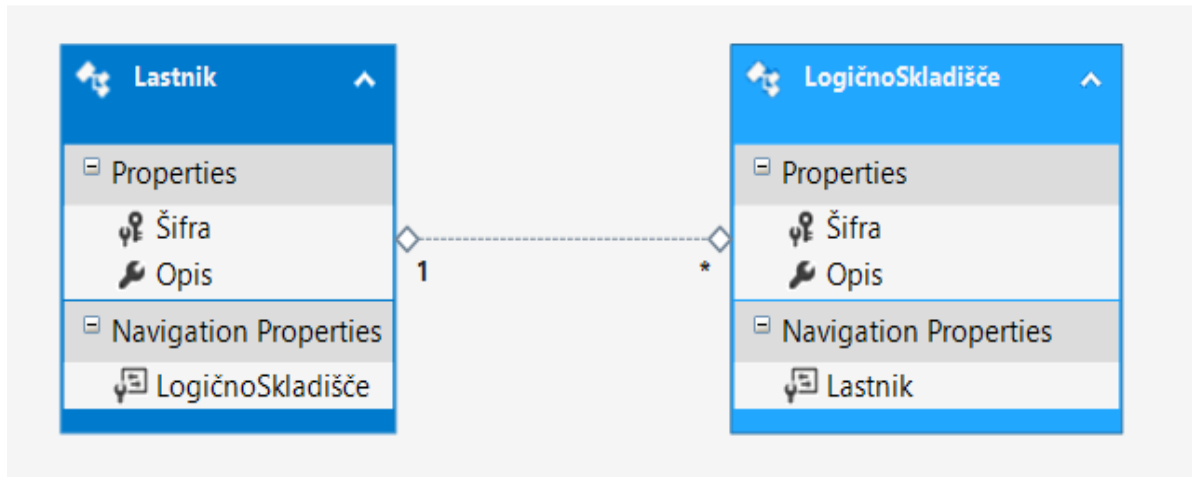 Lastnik
Properties
Šifra
Opis
Navigation Properties
LogičnoSkladišče
1
*
LogičnoSkladišče
Properties
Šifra
Opis
Navigation Properties
Lastnik